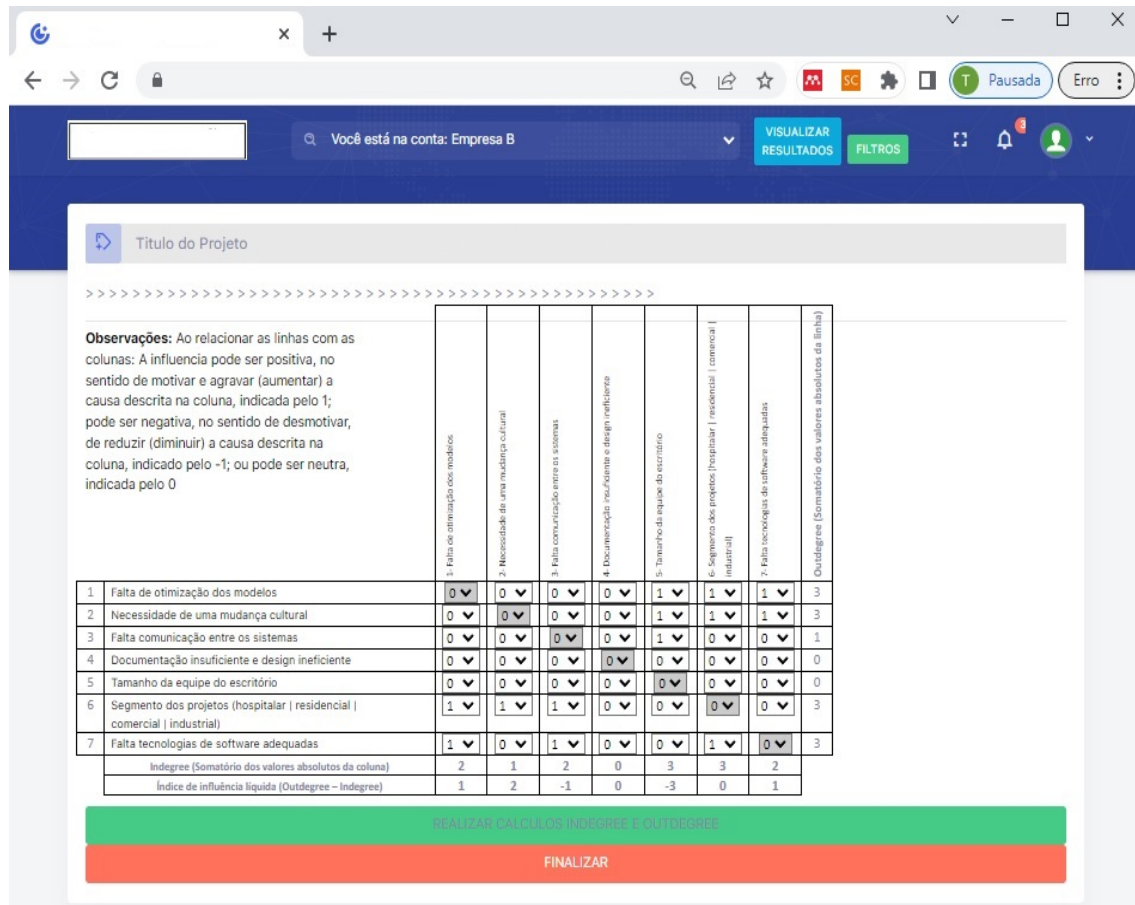 T Pausada Erro
Você está na conta: Empresa B
VISUALIZAR
RESULTADOS
FILTROS
3
Titulo do Projeto
> > > > > > > > > > > > > > > > > > > > > > > > > > > > > > > > > > > > > > > > > > > > > > > > >
Observações: Ao relacionar as linhas com as
colunas: A influencia pode ser positiva, no
sentido de motivar e agravar (aumentar) a
causa descrita na coluna, indicada pelo 1;
pode ser negativa, no sentido de desmotivar,
de reduzir (diminuir) a causa descrita na
coluna, indicado pelo -1; ou pode ser neutra,
indicada pelo 0
1- Falta de otimização dos modelos
2- Necessidade de uma mudança cultural
3- Falta comunicação entre os sistemas
4- Documentação insuficiente e design ineficiente
5- Tamanho da equipe do escritório
6- Segmento dos projetos (hospitalar | residencial | comercial |
industrial)
7- Falta tecnologias de software adequadas
Outdegree (Somatório dos valores absolutos da linha)
1 Falta de otimização dos modelos 0 0 0 0 1 1 1 3
2 Necessidade de uma mudança cultural 0 0 0 0 1 1 1 3
3 Falta comunicação entre os sistemas 0 0 0 0 1 0 0 1
4 Documentação insuficiente e design ineficiente 0 0 0 0 0 0 0 0
5 Tamanho da equipe do escritório 0 0 0 0 0 0 0 0
6 Segmento dos projetos (hospitalar | residencial | 1 1 1 0 0 0 0 3
comercial | industrial)
7 Falta tecnologias de software adequadas 1 0 1 0 0 1 0 3
Indegree (Somatório dos valores absolutos da coluna) 2 1 2 0 3 3 2
Índice de influência líquida (Outdegree – Indegree) 1 2 -1 0 -3 0 1
REALIZAR CALCULOS INDEGREE E OUTDEGREE
FINALIZAR